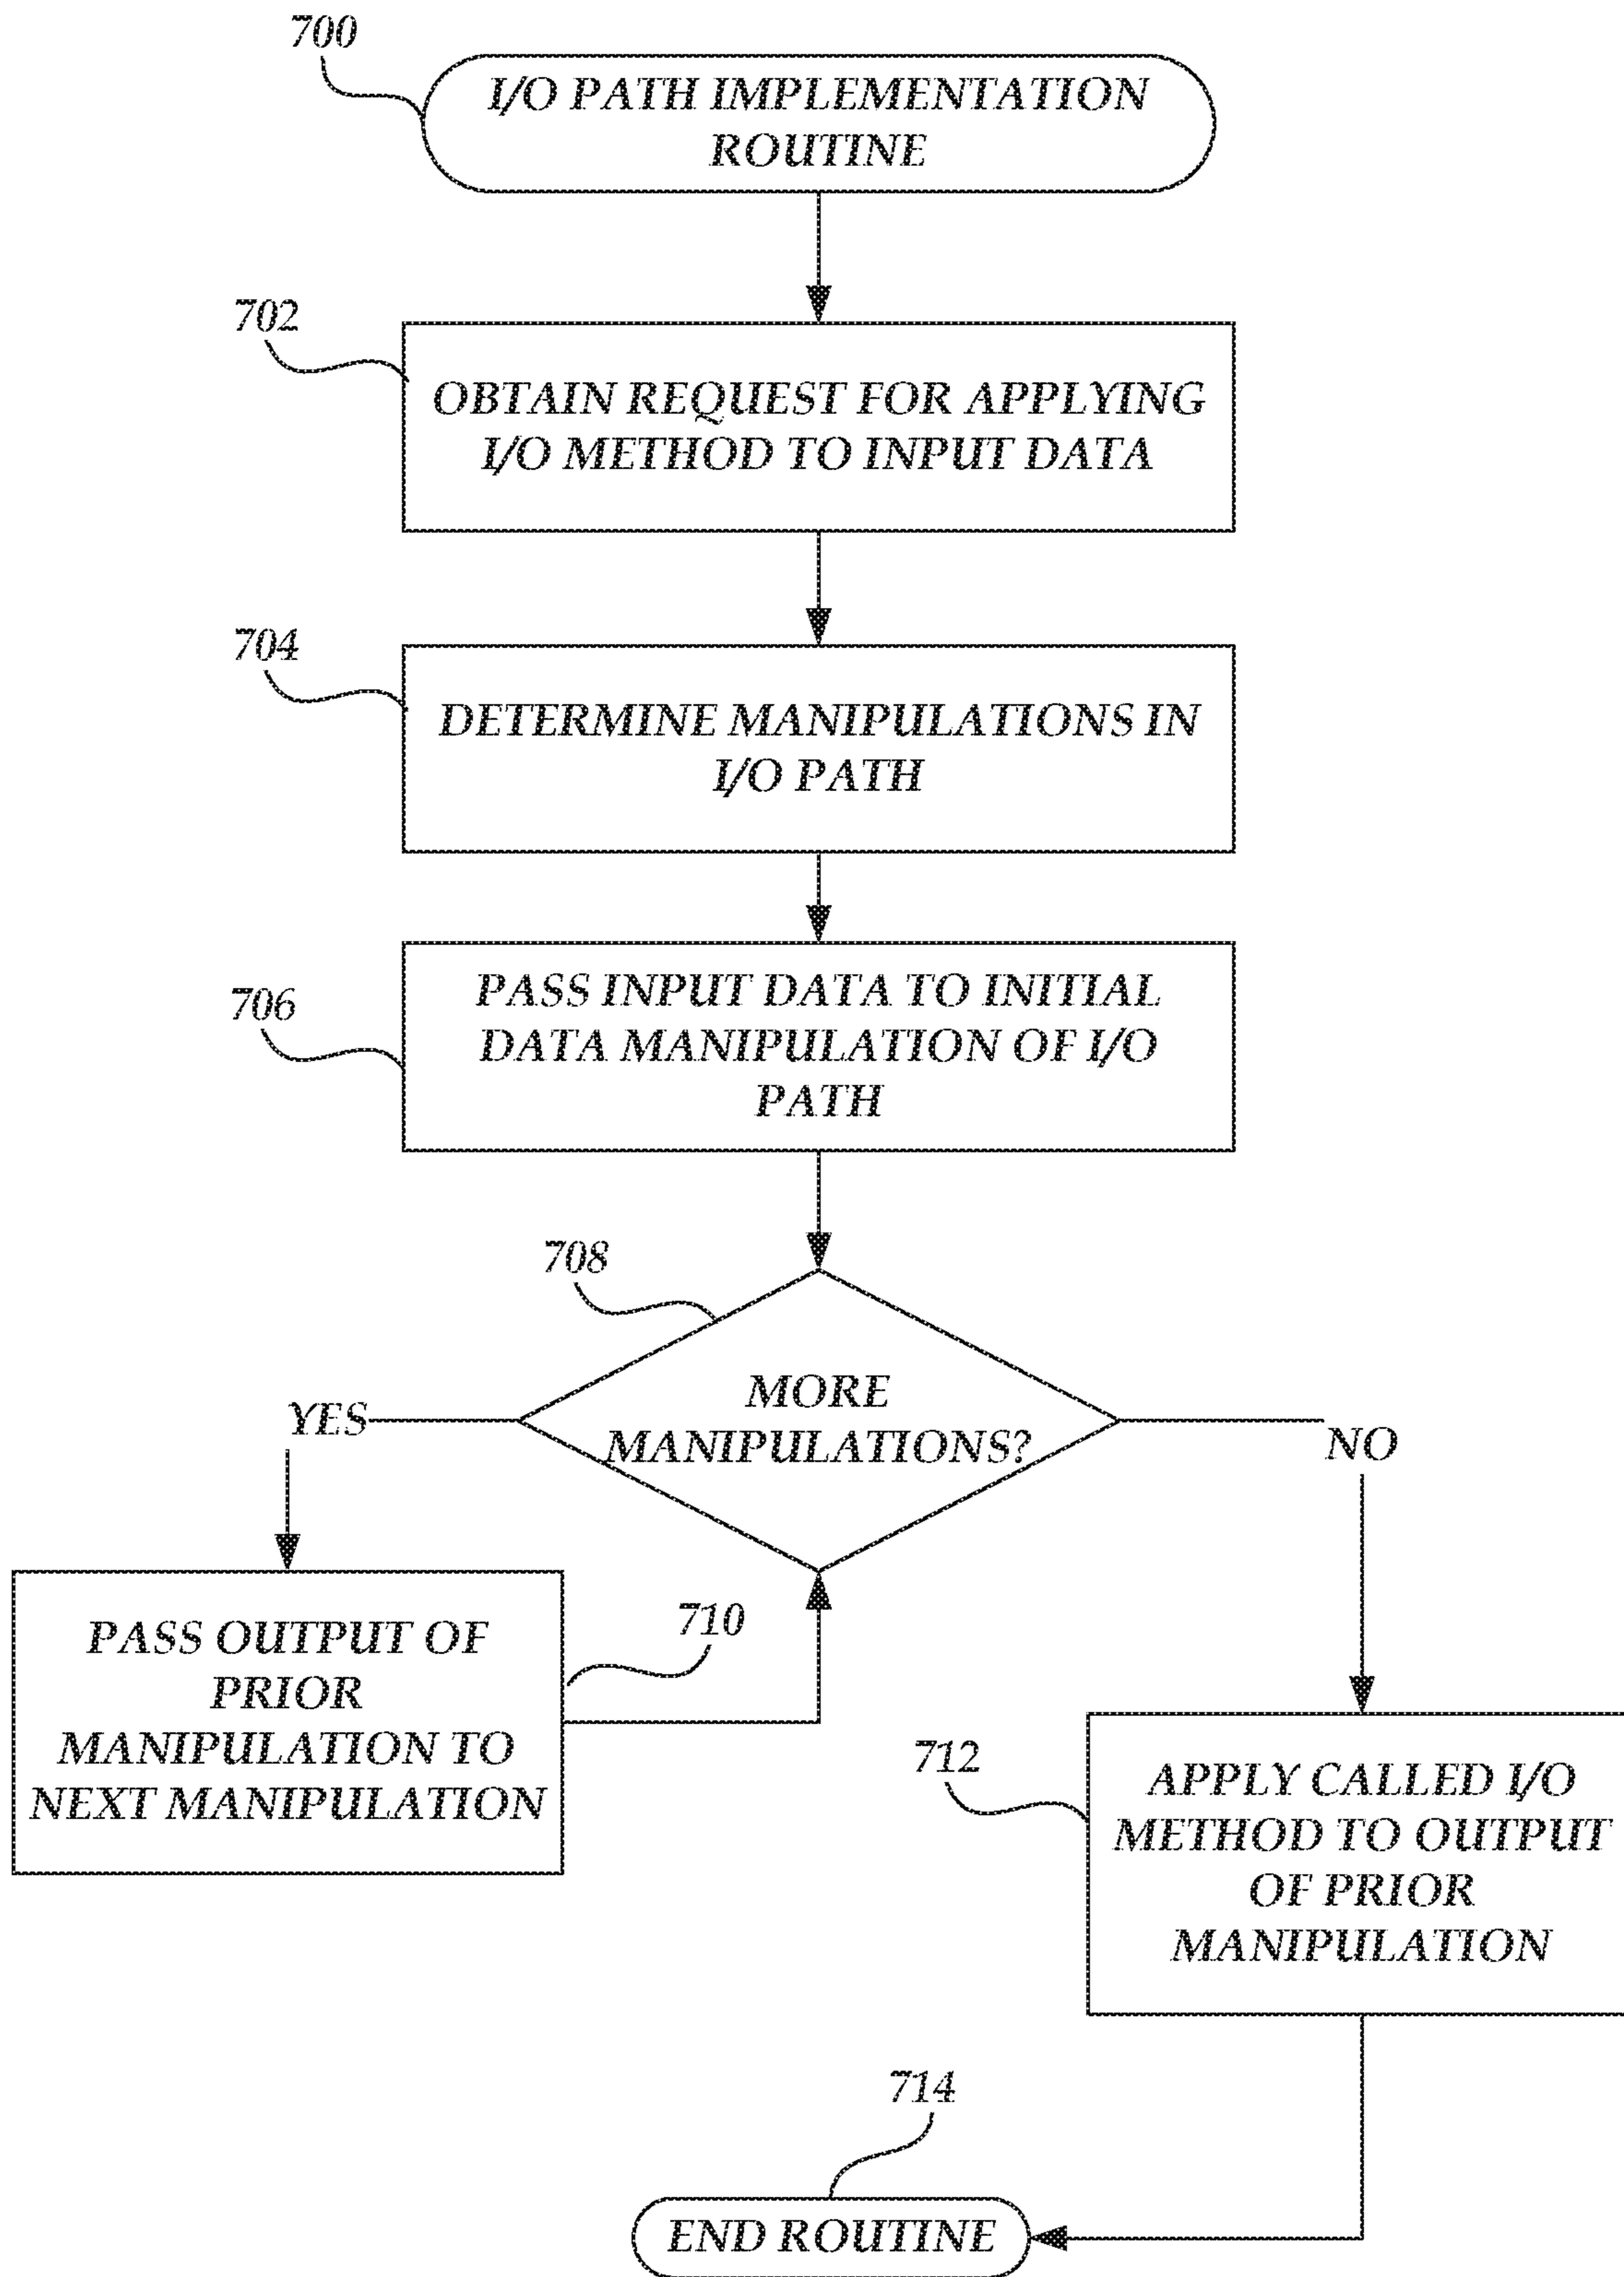 700
I/O PATH IMPLEMENTATION
ROUTINE
702
OBTAIN REQUEST FOR APPLYING
I/O METHOD TO INPUT DATA
704
DETERMINE MANIPULATIONS IN
I/O PATH
706
PASS INPUT DATA TO INITIAL
DATA MANIPULATION OF I/O
PATH
708
MORE
MANIPULATIONS?
YES
NO
710
PASS OUTPUT OF
PRIOR
MANIPULATION TO
NEXT MANIPULATION
712
APPLY CALLED I/O
METHOD TO OUTPUT
OF PRIOR
MANIPULATION
714
END ROUTINE